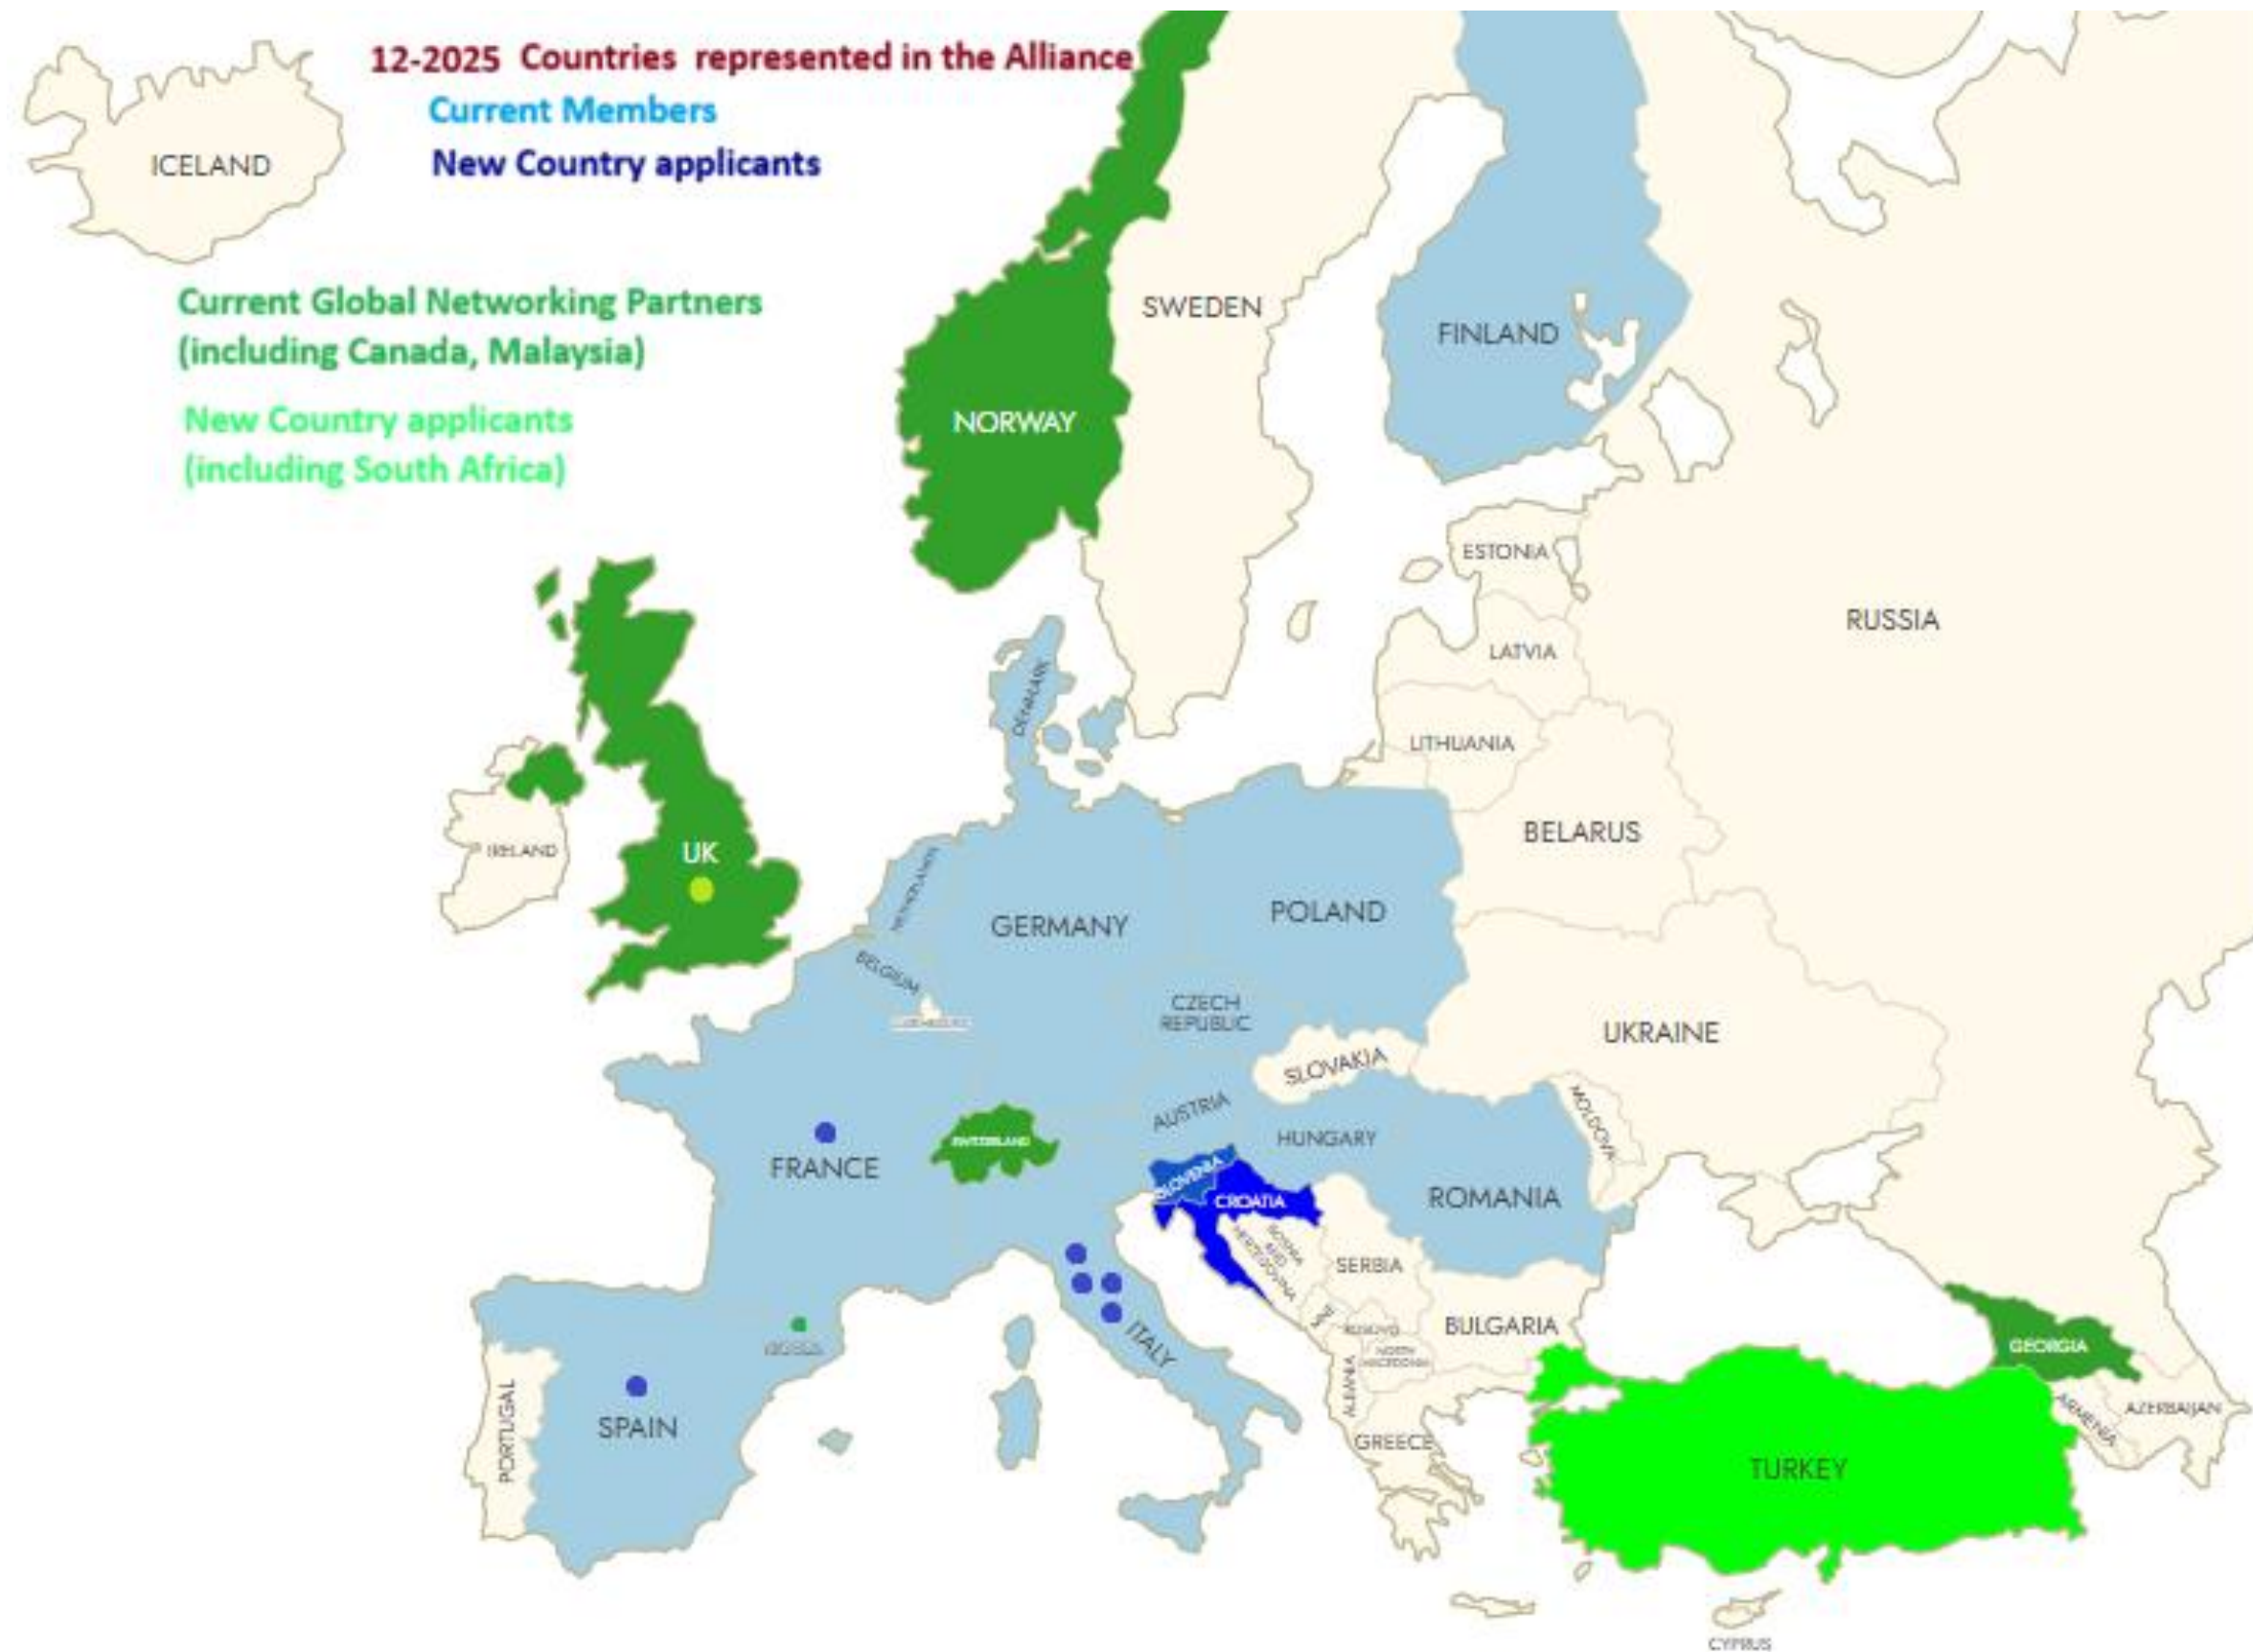 12-2025 Countries represented in the Alliance
Current Members
New Country applicants
ICELAND
Current Global Networking Partners
(including Canada, Malaysia)
New Country applicants
(including South Africa)
SWEDEN
FINLAND
NORWAY
ESTONIA
RUSSIA
LATVIA
DENMARK
LITHUANIA
BELARUS
IRELAND
UK
NETHERLANDS
GERMANY
POLAND
BELGIUM
CZECH
REPUBLIC
UKRAINE
SLOVAKIA
AUSTRIA
MOLDOVA
SWITZERLAND
HUNGARY
FRANCE
SLOVENIA
CROATIA
ROMANIA
BOSNIA
AND
HERZEGOVINA
SERBIA
BULGARIA
KOSOVO
ITALY
NORTH
MACEDONIA
GEORGIA
ALBANIA
PORTUGAL
SPAIN
ARMENIA
AZERBAIJAN
GREECE
TURKEY
CYPRUS